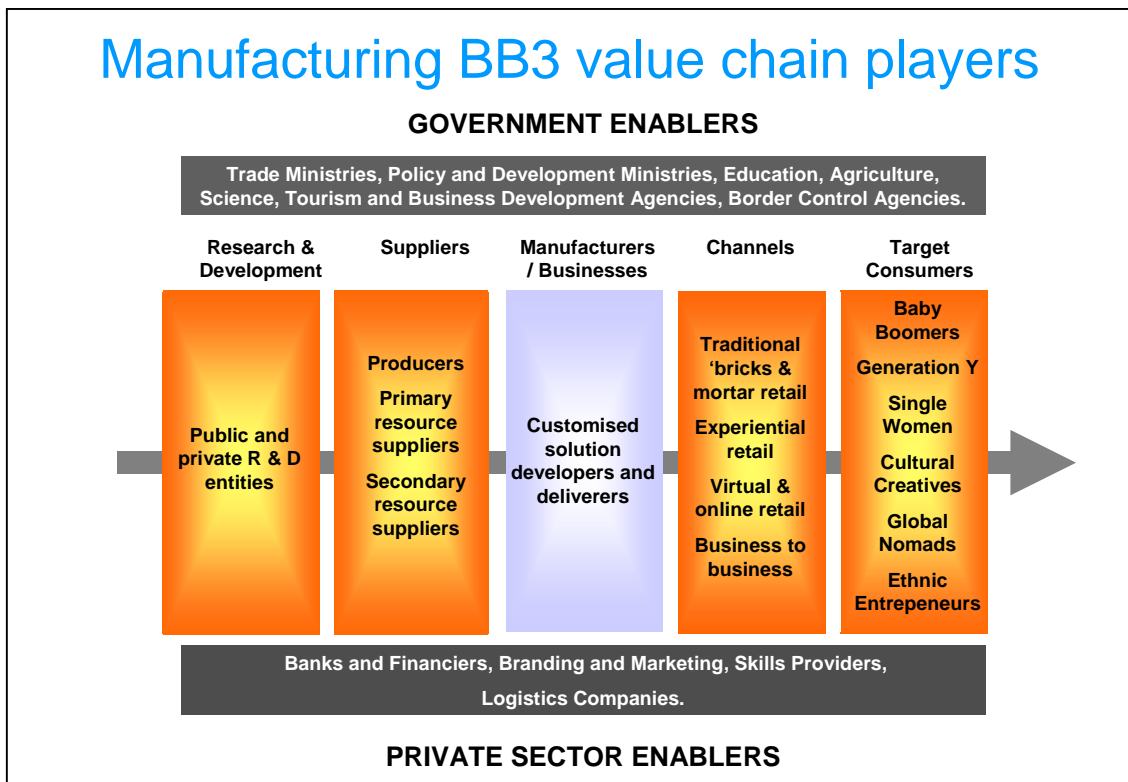 Manufacturing BB3 value chain players
GOVERNMENT ENABLERS
Trade Ministries, Policy and Development Ministries, Education, Agriculture,
Science, Tourism and Business Development Agencies, Border Control Agencies.
Research &
Development
Suppliers
Manufacturers
/ Businesses
Channels
Target
Consumers
Public and
private R & D
entities
Producers
Primary
resource
suppliers
Secondary
resource
suppliers
Customised
solution
developers and
deliverers
Traditional
‘bricks &
mortar retail
Experiential
retail
Virtual &
online retail
Business to
business
Baby
Boomers
Generation Y
Single
Women
Cultural
Creatives
Global
Nomads
Ethnic
Entrepeneurs
Banks and Financiers, Branding and Marketing, Skills Providers,
Logistics Companies.
PRIVATE SECTOR ENABLERS